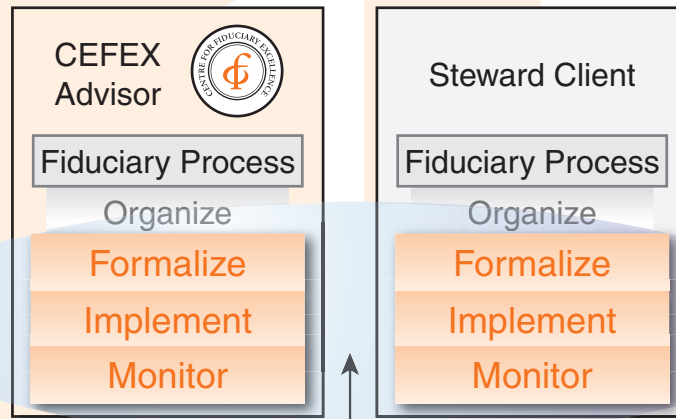 CEFEX
Advisor
CENTRE FOR FIDUCIARY EXCELLENCE
Fiduciary Process
Organize
Formalize
Implement
Monitor
Steward Client
Fiduciary Process
Organize
Formalize
Implement
Monitor